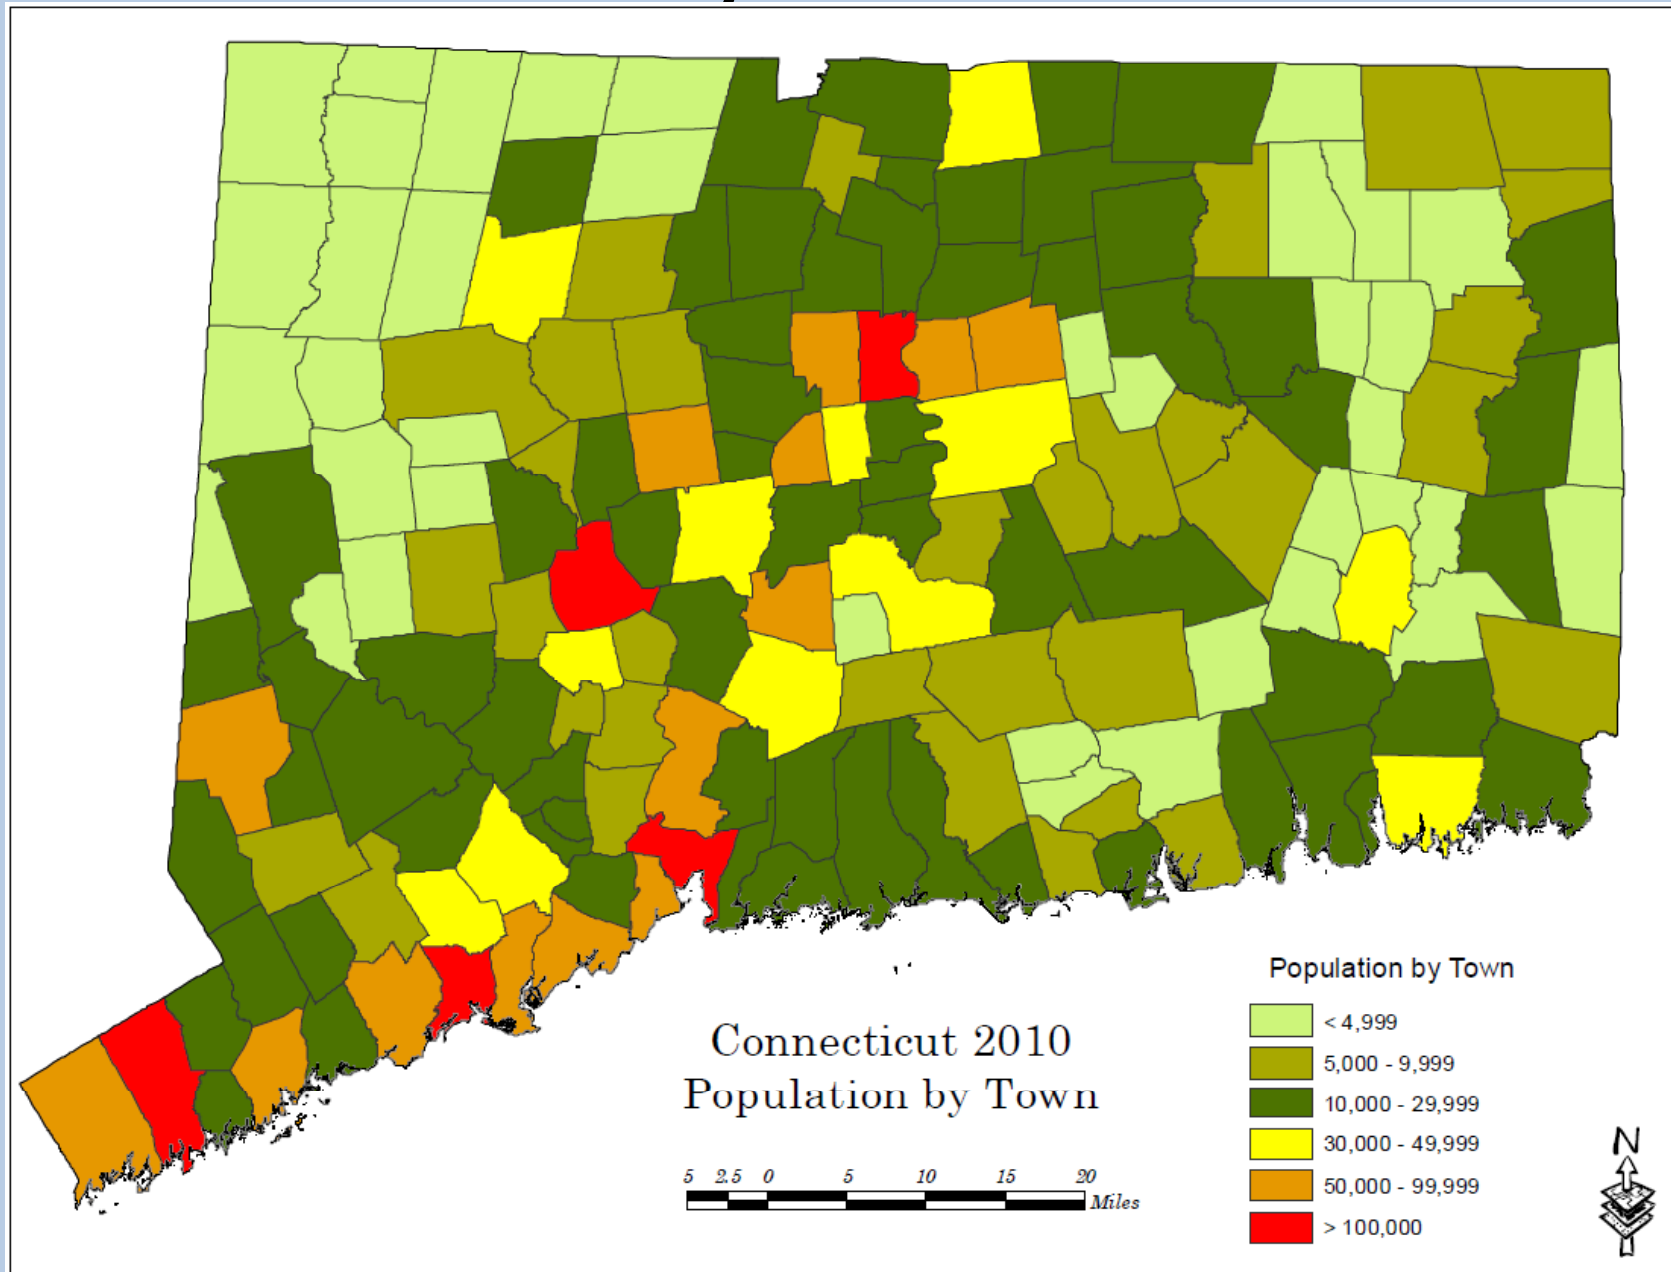 Population by Town
< 4,999
5,000 - 9,999
10,000 - 29,999
30,000 - 49,999
50,000 - 99,999
> 100,000
Connecticut 2010
Population by Town
5 2.5 0 5 10 15 20
Miles
N